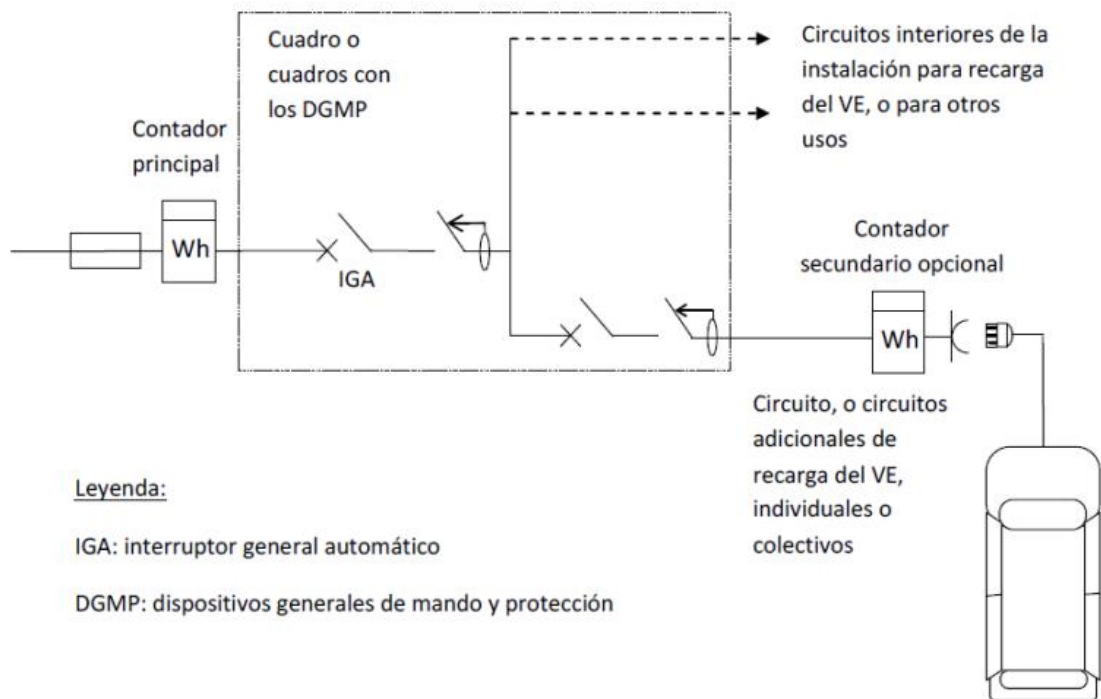 Cuadro o
cuadros con
los DGMP
Circuitos interiores de la
instalación para recarga
del VE, o para otros
usos
Contador
principal
Wh
IGA
Contador
secundario opcional
Wh
Circuito, o circuitos
adicionales de
recarga del VE,
individuales o
colectivos
Leyenda:
IGA: interruptor general automático
DGMP: dispositivos generales de mando y protección